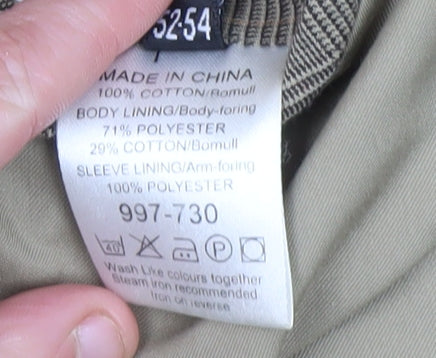 52-54
MADE IN CHINA
100% COTTON/Bomull
BODY LINING/Body-foring
71% POLYESTER
29% COTTON/Bomull
SLEEVE LINING/Arm-foring
100% POLYESTER
997-730
40 P
Wash Like colours together
Steam iron recommended
Iron on reverse